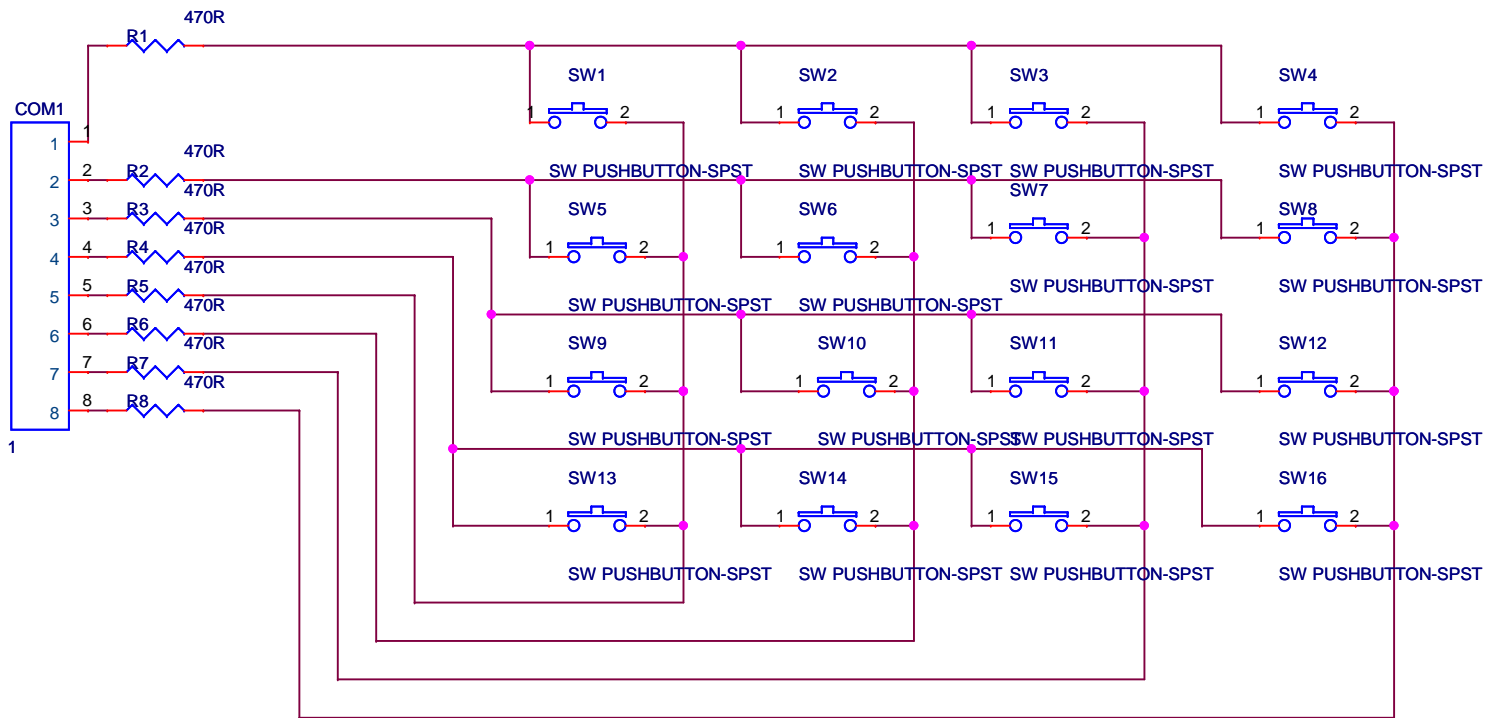 470R
R1
SW1 SW2 SW3 SW4
COM1
1 2 1 2 1 2 1 2
1 1
470R
2 2 R2 SW PUSHBUTTON-SPST SW PUSHBUTTON-SPST SW PUSHBUTTON-SPST SW PUSHBUTTON-SPST
470R SW7
3 3 R3 SW5 SW6 SW8
470R
1 2 1 2
4 4 R4 1 2 1 2
470R
5 5 R5 SW PUSHBUTTON-SPST SW PUSHBUTTON-SPST
470R SW PUSHBUTTON-SPST SW PUSHBUTTON-SPST
6 6 R6
470R SW9 SW10 SW11 SW12
7 7 R7
470R 1 2 1 2 1 2 1 2
8 8 R8
1 SW PUSHBUTTON-SPST SW PUSHBUTTON-SPST SW PUSHBUTTON-SPST SW PUSHBUTTON-SPST
SW13 SW14 SW15 SW16
1 2 1 2 1 2 1 2
SW PUSHBUTTON-SPST SW PUSHBUTTON-SPST SW PUSHBUTTON-SPST SW PUSHBUTTON-SPST